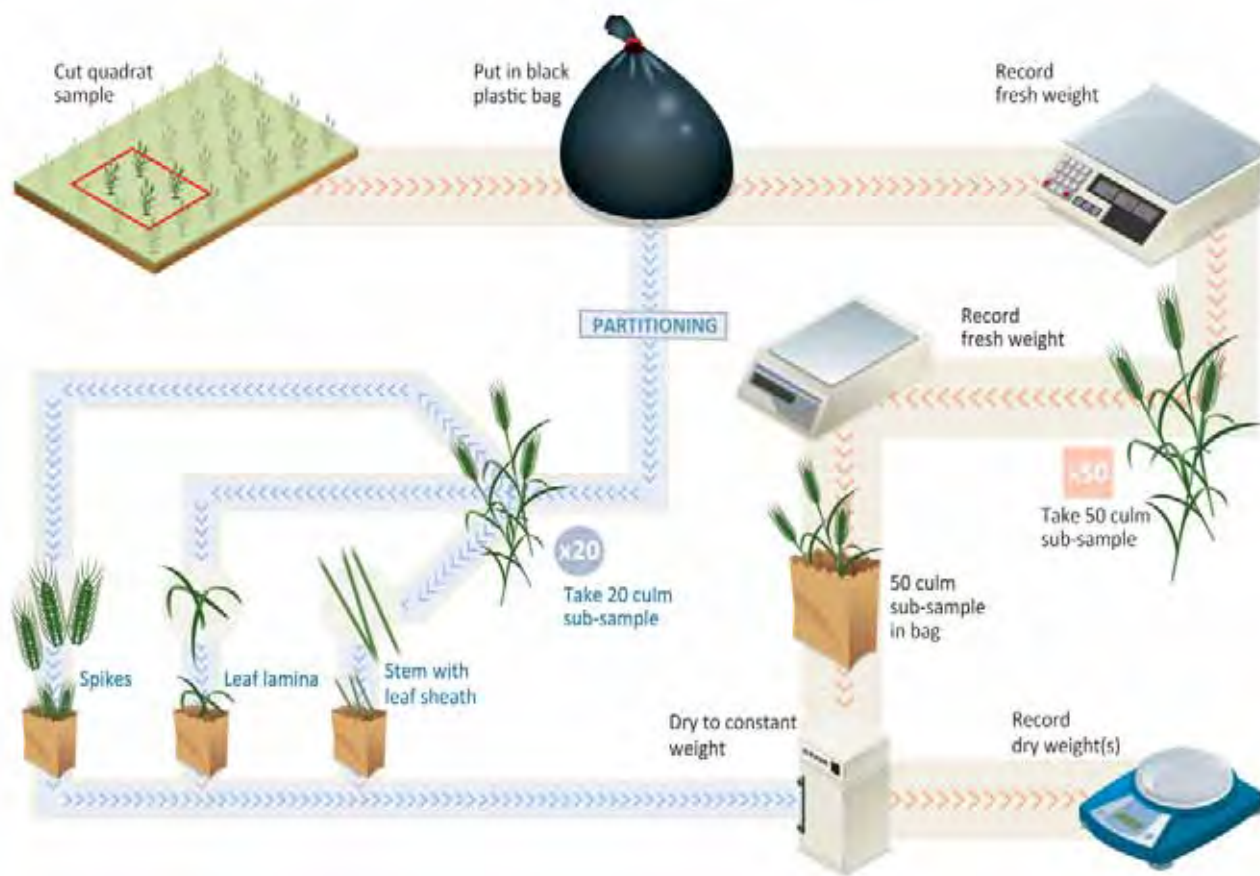 Cut quadrat
sample
Put in black
plastic bag
Record
fresh weight
PARTITIONING
Record
fresh weight
x50
Take 50 culm
sub-sample
x20
Take 20 culm
sub-sample
50 culm
sub-sample
in bag
Spikes
Leaf lamina
Stem with
leaf sheath
Dry to constant
weight
Record
dry weight(s)